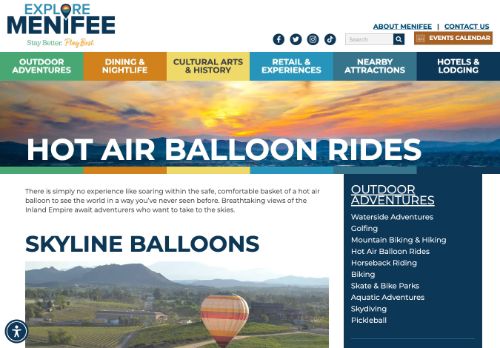 EXPLORE
MENIFEE
Stay Better. Play Best.
ABOUT MENIFEE | CONTACT US
Search
EVENTS CALENDAR
OUTDOOR
ADVENTURES
DINING &
NIGHTLIFE
CULTURAL ARTS
& HISTORY
RETAIL &
EXPERIENCES
NEARBY
ATTRACTIONS
HOTELS &
LODGING
HOT AIR BALLOON RIDES
There is simply no experience like soaring within the safe, comfortable basket of a hot air
balloon to see the world in a way you've never seen before. Breathtaking views of the
Inland Empire await adventurers who want to take to the skies.
SKYLINE BALLOONS
OUTDOOR
ADVENTURES
Waterside Adventures
Golfing
Mountain Biking & Hiking
Hot Air Balloon Rides
Horseback Riding
Biking
Skate & Bike Parks
Aquatic Adventures
Skydiving
Pickleball